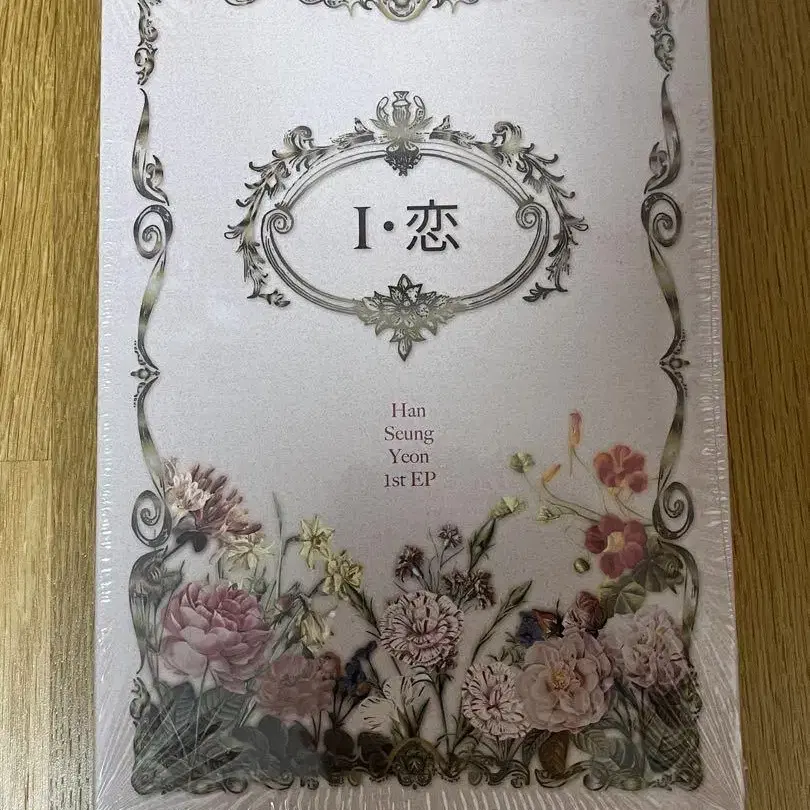 I·恋
Han
Seung
Yeon
1st EP